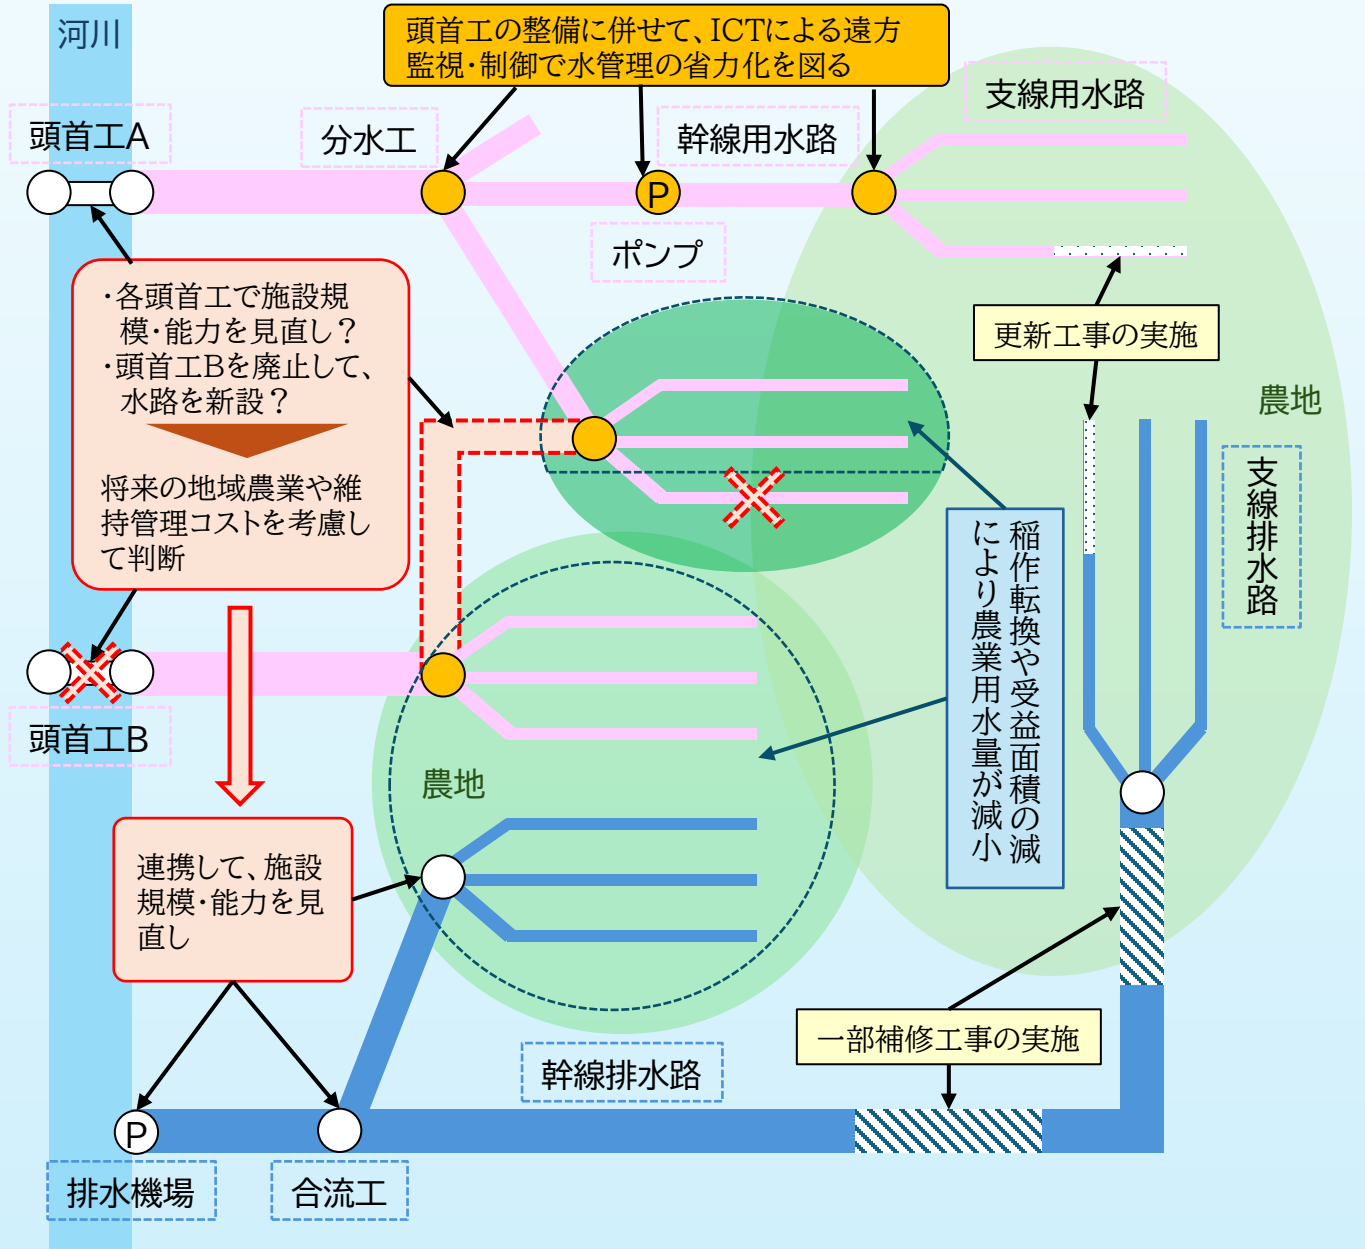 河川
頭首工の整備に併せて、ICTによる遠方
監視・制御で水管理の省力化を図る
支線用水路
頭首工A
分水工
幹線用水路
P
ポンプ
・各頭首工で施設規
模・能力を見直し？
・頭首工Bを廃止して、
水路を新設？
将来の地域農業や維
持管理コストを考慮し
て判断
更新工事の実施
農地
支線排水路
稲作転換や受益面積の減
により農業用水量が減小
頭首工B
農地
連携して、施設
規模・能力を見
直し
一部補修工事の実施
幹線排水路
P
排水機場
合流工